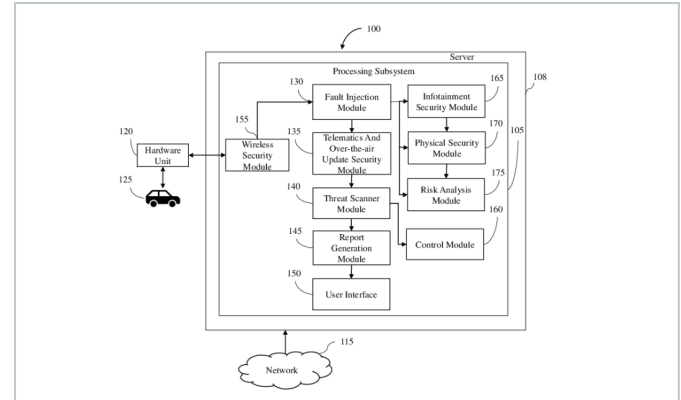 100
Server
Processing Subsystem
108
130
Fault Injection
Module
Infotainment
Security Module
165
155
Wireless
Security
Module
135
Telematics And
Over-the-air
Update Security
Module
Physical Security
Module
170
105
120
Hardware
Unit
125
140
Threat Scanner
Module
Risk Analysis
Module
175
160
Control Module
145
Report
Generation
Module
150
User Interface
115
Network